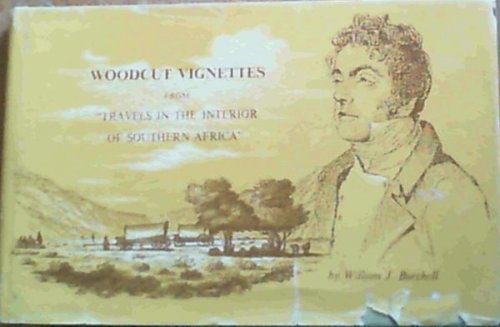 WOODCUT VIGNETTES
FROM
"TRAVELS IN THE INTERIOR
OF SOUTHERN AFRICA"
by William J. Burchell